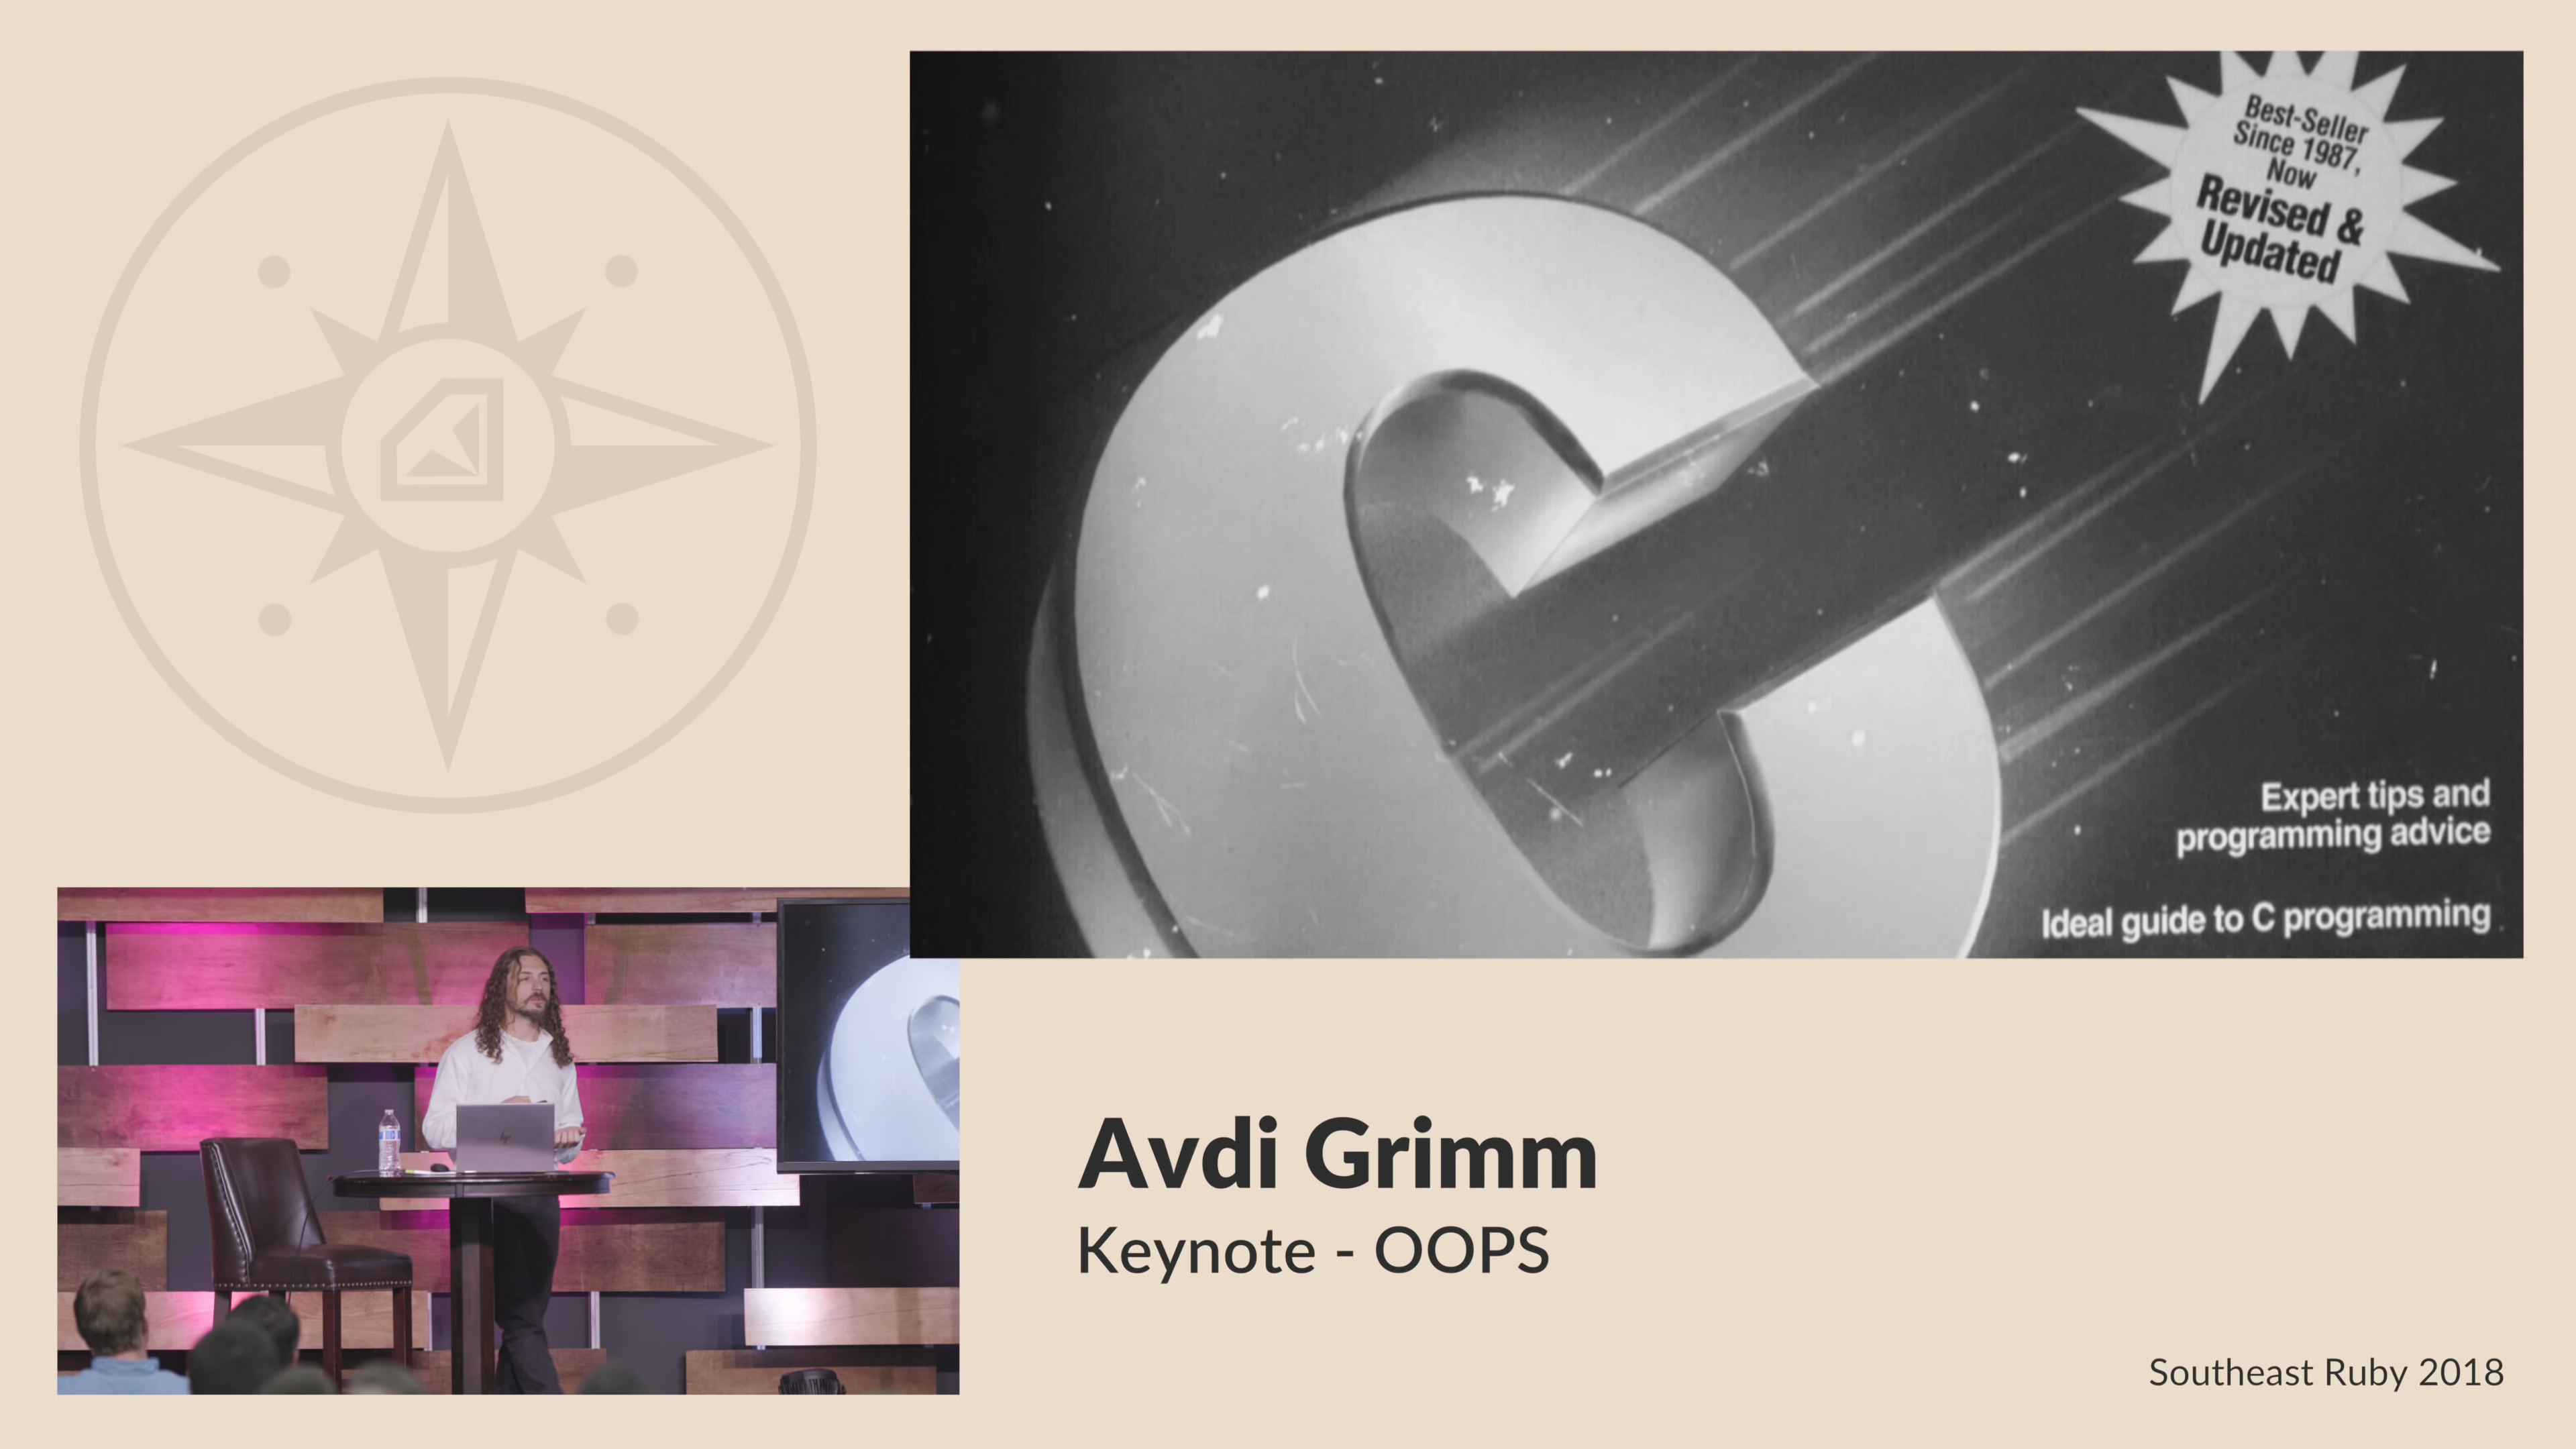 Best-Seller
Since 1987,
Now
Revised &
Updated
Expert tips and
programming advice
Ideal guide to C programming
hp
Avdi Grimm
Keynote - OOPS
Southeast Ruby 2018